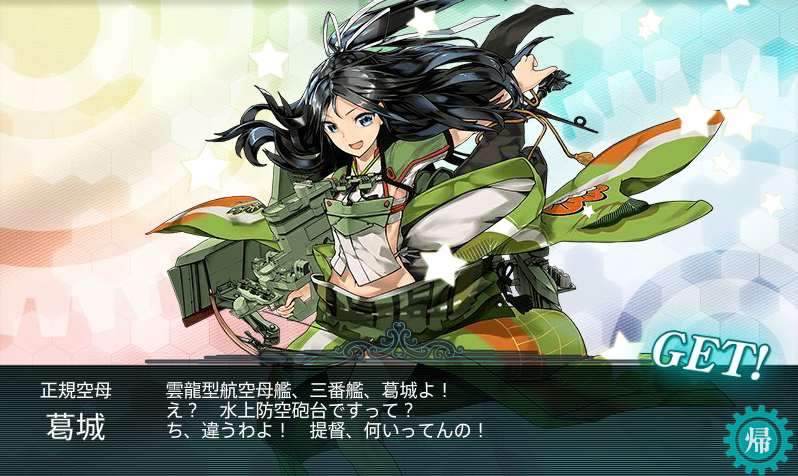 GET!
正規空母
葛城
雲龍型航空母艦、三番艦、葛城よ！
え？　水上防空砲台ですって？
ち、違うわよ！　提督、何いってんの！
帰